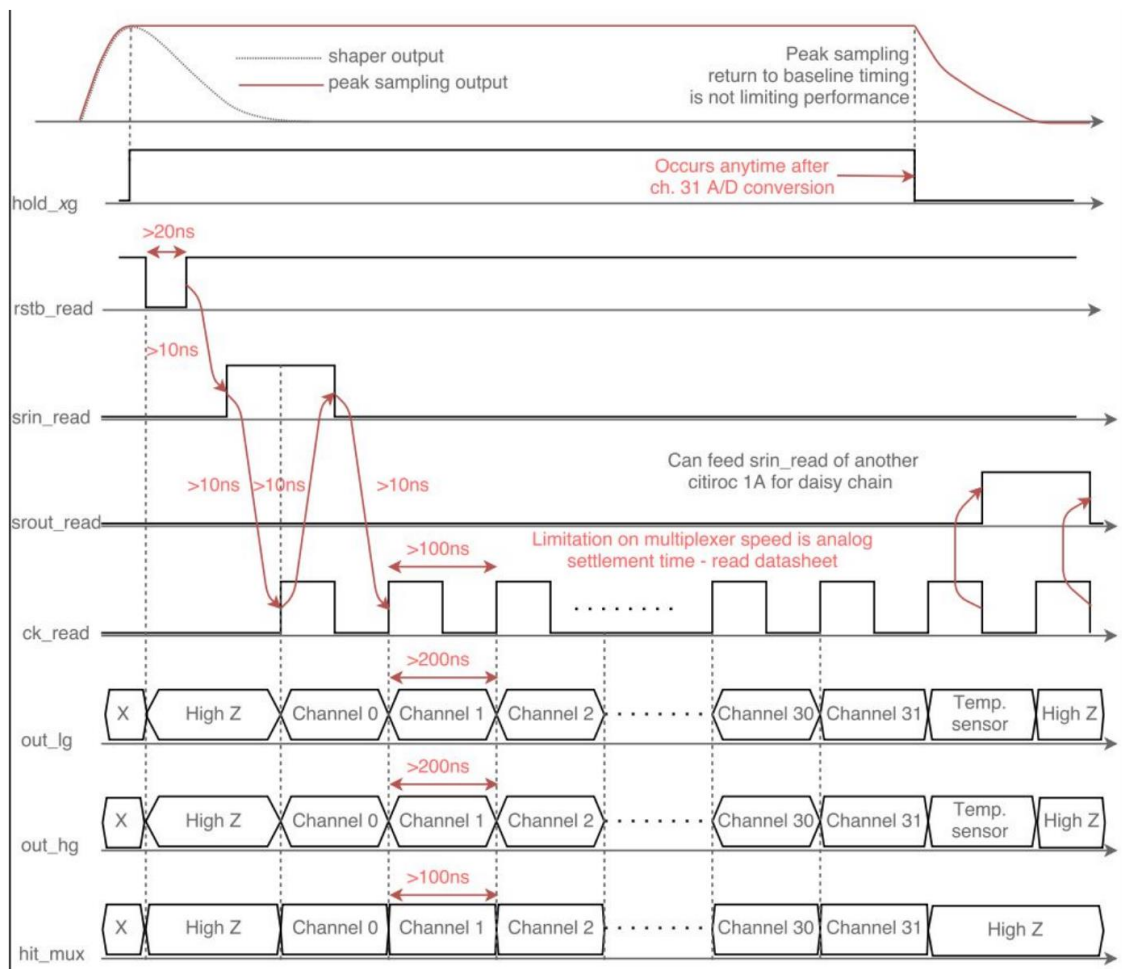 shaper output
peak sampling output
Peak sampling
return to baseline timing
is not limiting performance
Occurs anytime after
ch. 31 A/D conversion
hold_xg
>20ns
rstb_read
>10ns
srin_read
>10ns
>10ns
>10ns
Can feed srin_read of another
citiroc 1A for daisy chain
srout_read
>100ns
Limitation on multiplexer speed is analog
settlement time - read datasheet
. . . . . . . .
ck_read
>200ns
X
High Z
Channel 0
Channel 1
Channel 2
. . . . . . . .
Channel 30
Channel 31
Temp.
sensor
High Z
out_lg
>200ns
X
High Z
Channel 0
Channel 1
Channel 2
. . . . . . . .
Channel 30
Channel 31
Temp.
sensor
High Z
out_hg
>100ns
X
High Z
Channel 0
Channel 1
Channel 2
. . . . . . . .
Channel 30
Channel 31
High Z
hit_mux